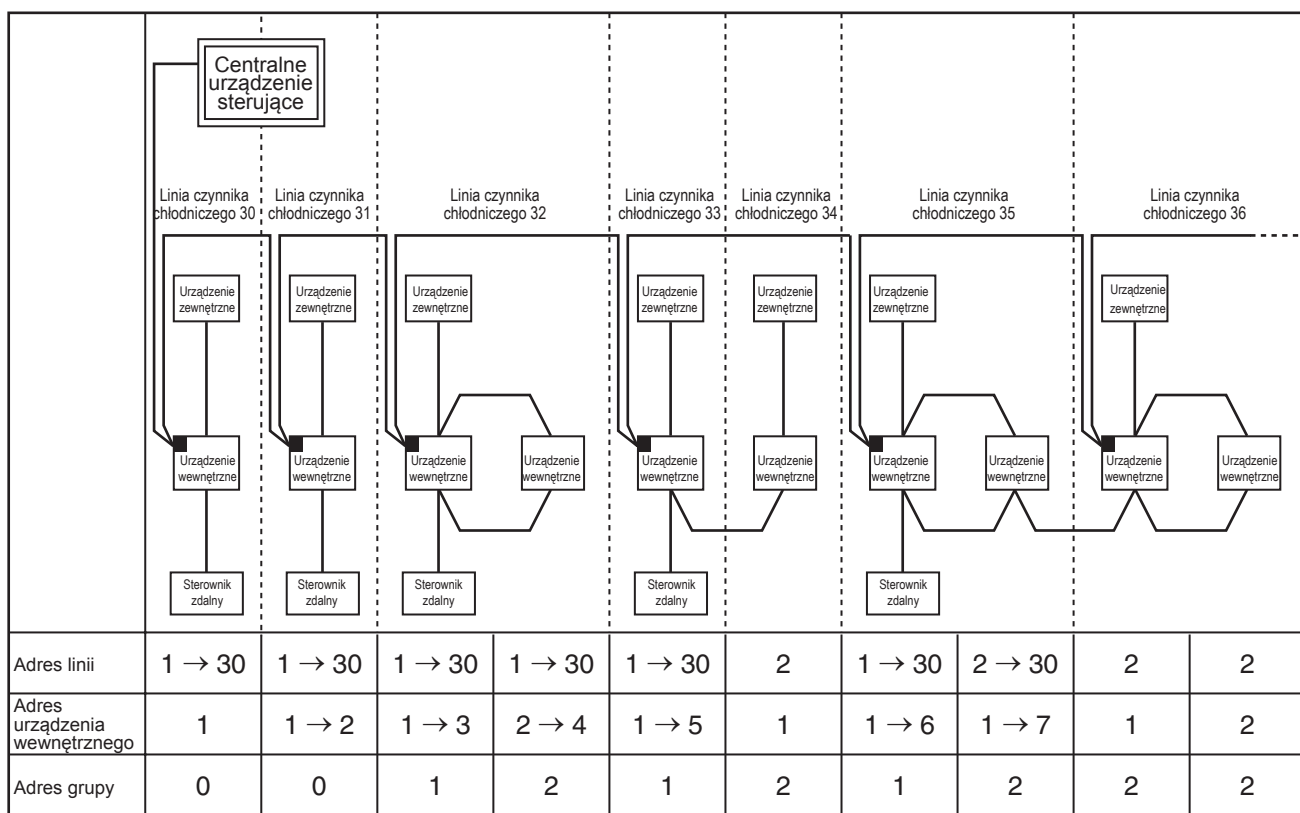 Centralne
urządzenie
sterujące
Linia czynnika
chłodniczego 30
Linia czynnika
chłodniczego 31
Linia czynnika
chłodniczego 32
Linia czynnika
chłodniczego 33
Linia czynnika
chłodniczego 34
Linia czynnika
chłodniczego 35
Linia czynnika
chłodniczego 36
Urządzenie
zewnętrzne
Urządzenie
zewnętrzne
Urządzenie
zewnętrzne
Urządzenie
zewnętrzne
Urządzenie
zewnętrzne
Urządzenie
zewnętrzne
Urządzenie
zewnętrzne
Urządzenie
wewnętrzne
Urządzenie
wewnętrzne
Urządzenie
wewnętrzne
Urządzenie
wewnętrzne
Urządzenie
wewnętrzne
Urządzenie
wewnętrzne
Urządzenie
wewnętrzne
Urządzenie
wewnętrzne
Urządzenie
wewnętrzne
Urządzenie
wewnętrzne
Sterownik
zdalny
Sterownik
zdalny
Sterownik
zdalny
Sterownik
zdalny
Sterownik
zdalny
Adres linii 1 → 30 1 → 30 1 → 30 1 → 30 1 → 30 2 1 → 30 2 → 30 2 2
Adres
urządzenia
wewnętrznego 1 1 → 2 1 → 3 2 → 4 1 → 5 1 1 → 6 1 → 7 1 2
Adres grupy 0 0 1 2 1 2 1 2 2 2